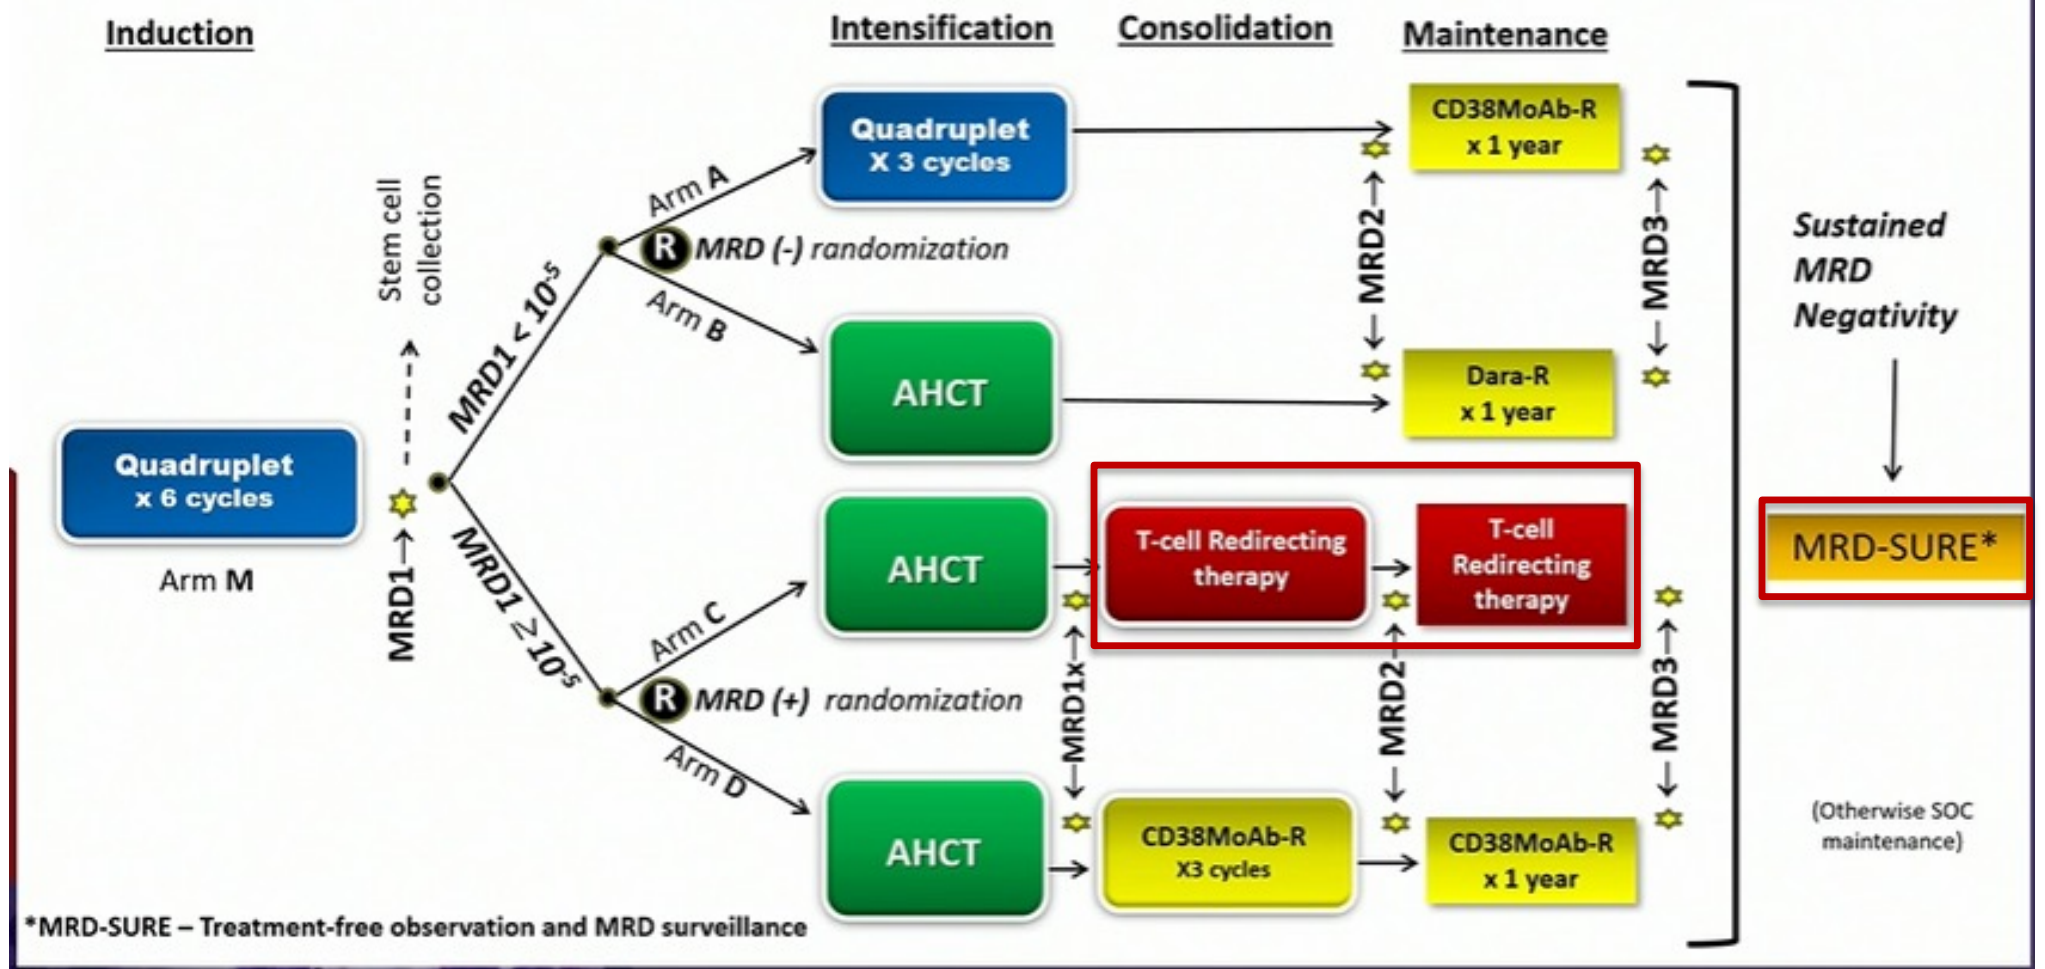 Induction
Intensification
Consolidation
Maintenance
Quadruplet
x 6 cycles
Arm M
MRD1
Stem cell
collection
MRD1 < 10-5
MRD1 ≥ 10-5
Arm A
R MRD (-) randomization
Arm B
Quadruplet
X 3 cycles
CD38MoAb-R
x 1 year
MRD2
MRD3
AHCT
Dara-R
x 1 year
Arm C
R MRD (+) randomization
Arm D
AHCT
T-cell Redirecting
therapy
T-cell
Redirecting
therapy
MRD1x
MRD2
MRD3
AHCT
CD38MoAb-R
X3 cycles
CD38MoAb-R
x 1 year
Sustained
MRD
Negativity
MRD-SURE*
(Otherwise SOC
maintenance)
*MRD-SURE – Treatment-free observation and MRD surveillance